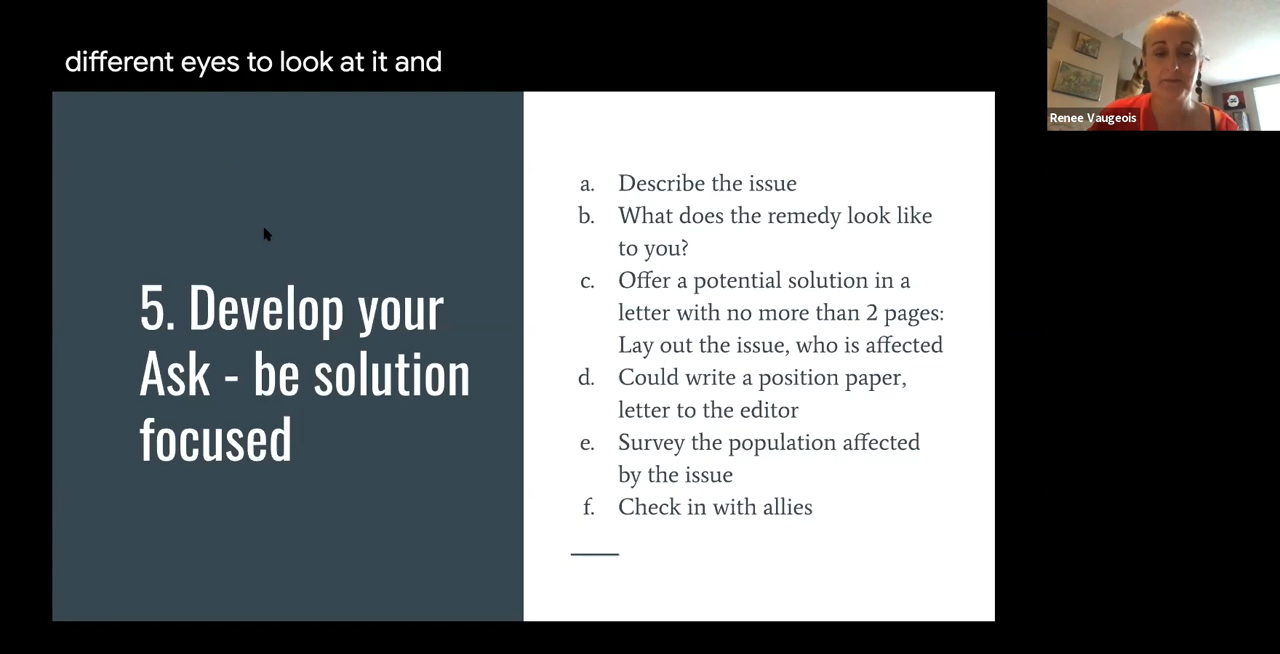 different eyes to look at it and
Renee Vaugeois
5. Develop your
Ask - be solution
focused
a. Describe the issue
b. What does the remedy look like
to you?
c. Offer a potential solution in a
letter with no more than 2 pages:
Lay out the issue, who is affected
d. Could write a position paper,
letter to the editor
e. Survey the population affected
by the issue
f. Check in with allies